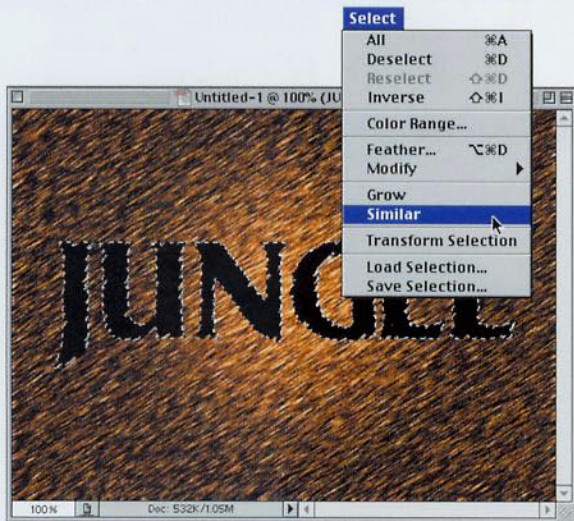 Select
All ⌘A
Deselect ⌘D
Reselect ⇧⌘D
Inverse ⇧⌘I
Color Range...
Feather... ⌥⌘D
Modify
Grow
Similar
Transform Selection
Load Selection...
Save Selection...
Untitled-1 @ 100% (JU
JUNGLE
100% Doc: 532K/1.05M